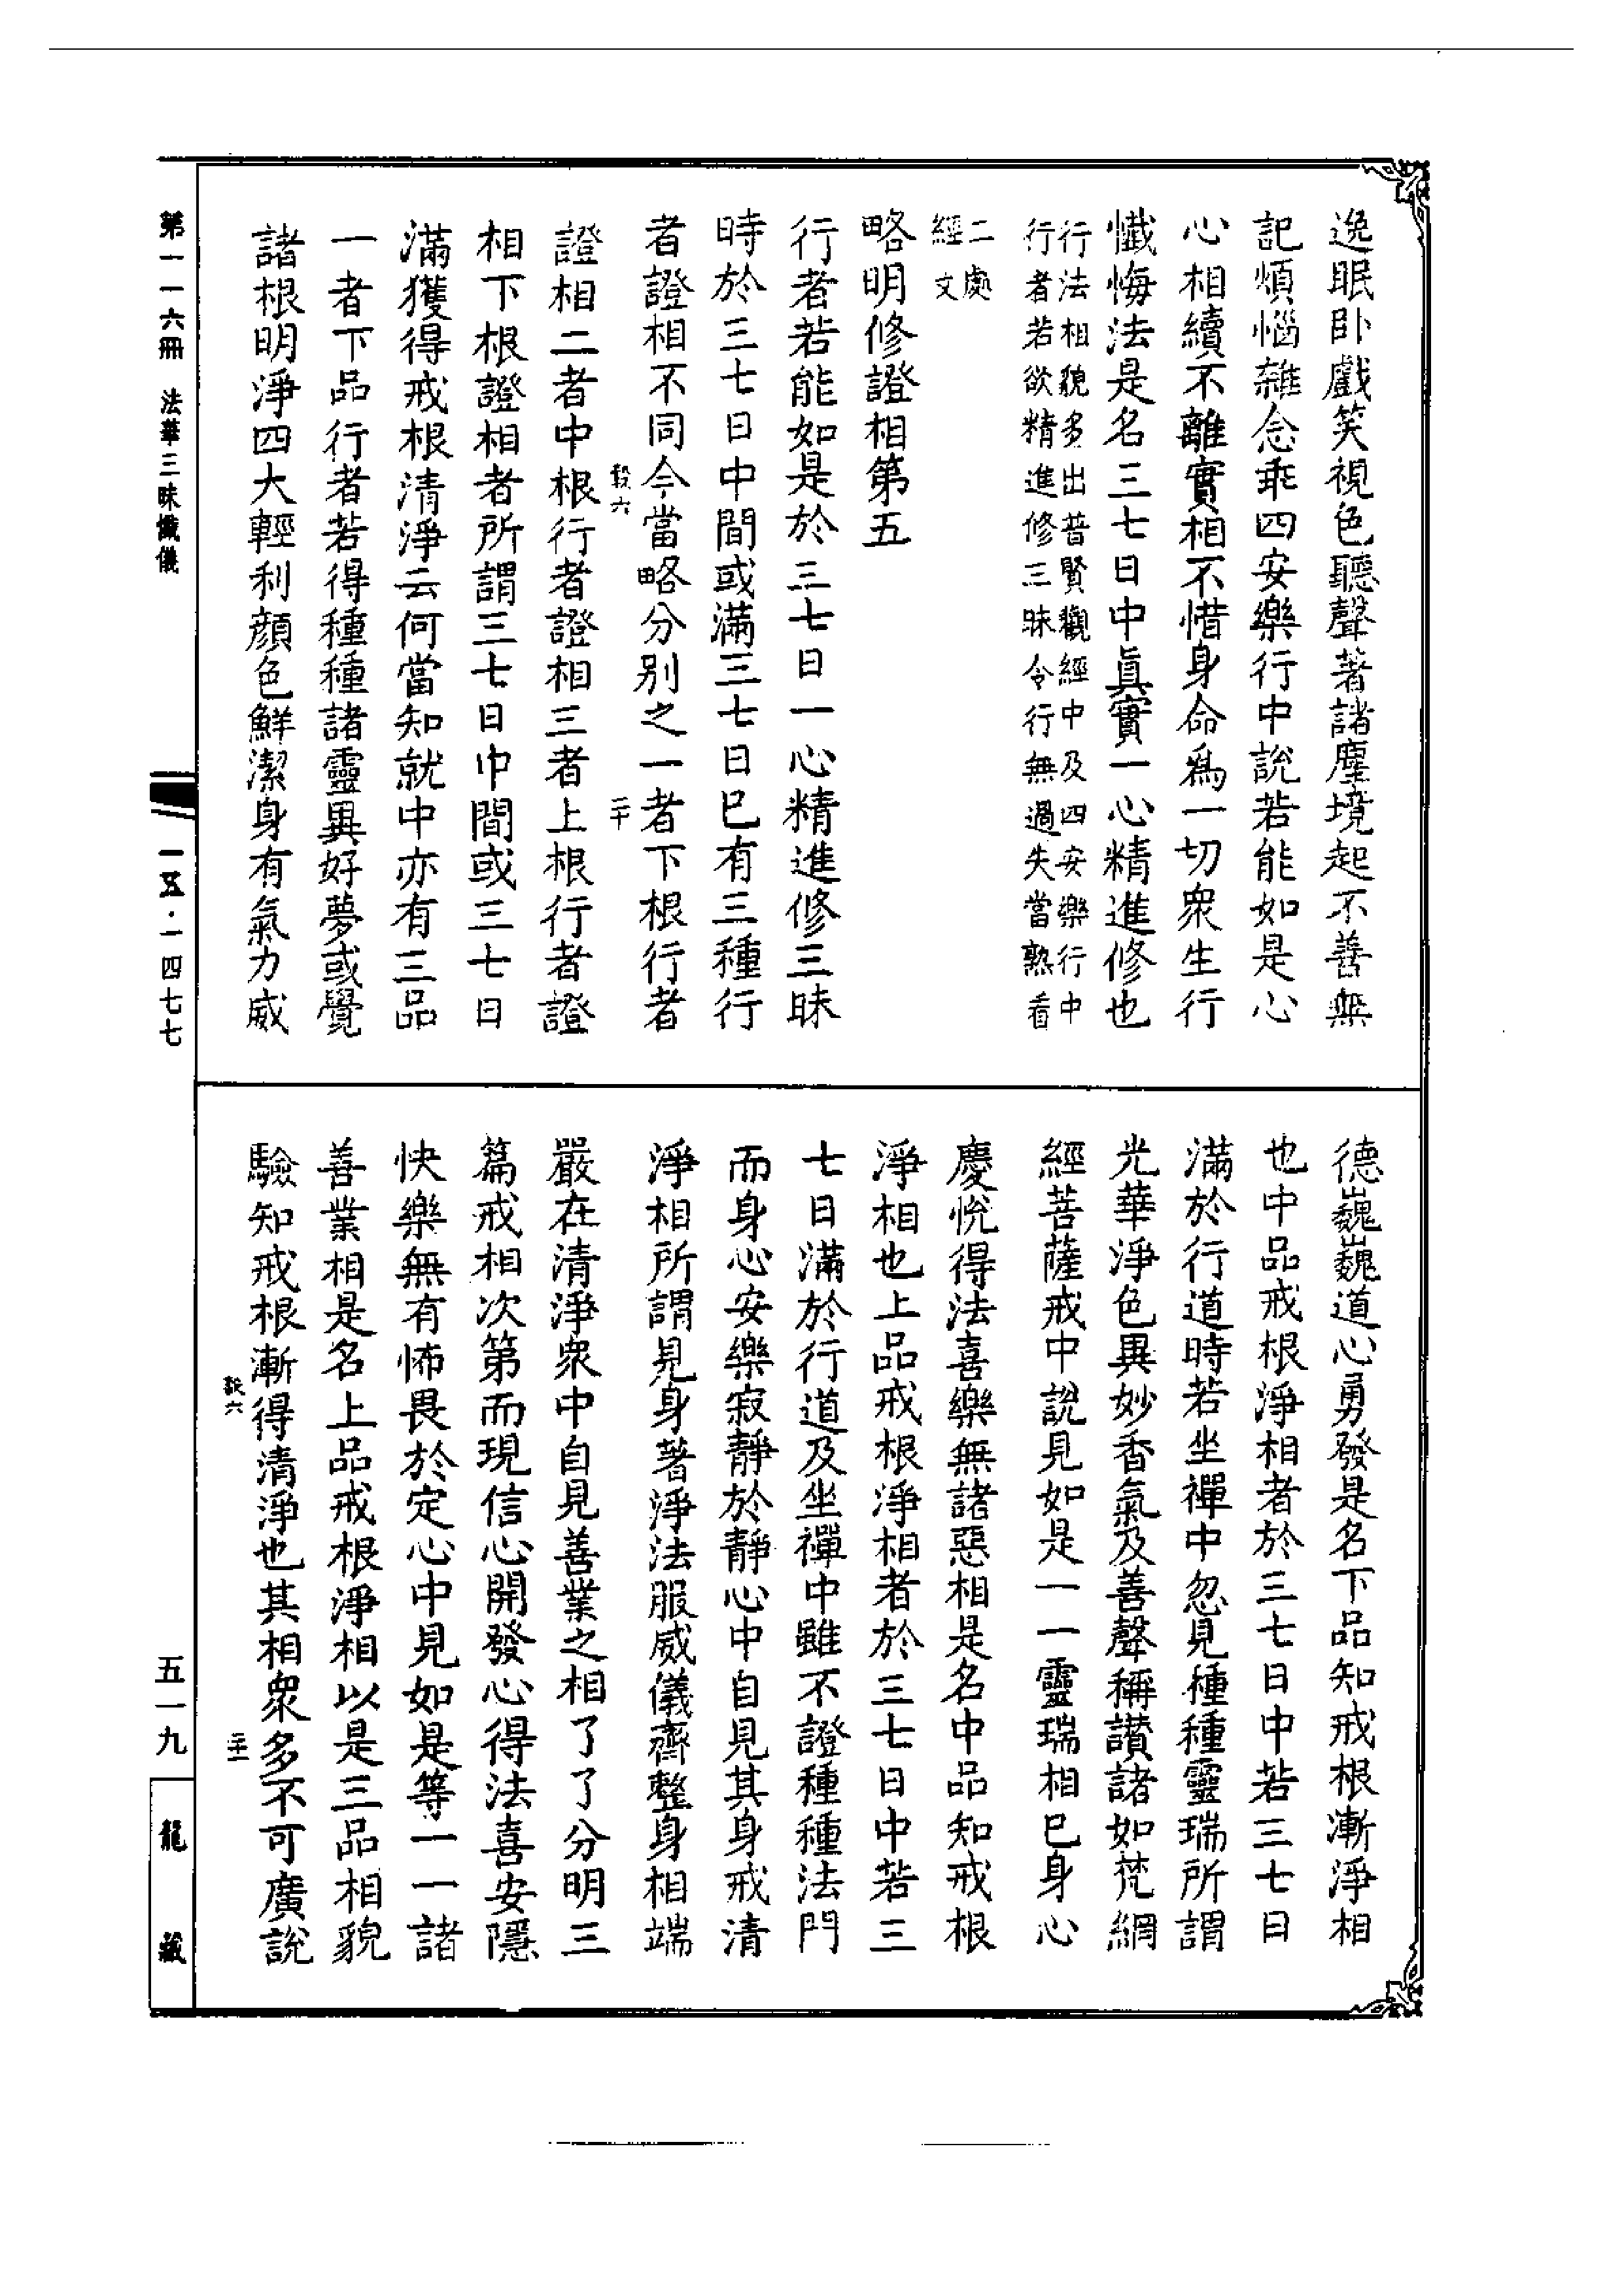 逸眠卧戲笑視色聽聲著諸塵境起不善無
記煩惱雜念乖四安樂行中說若能如是心
心相續不離實相不惜身命為一切衆生行
懺悔法是名三七日中眞實一心精進修也
行法相貌多出普賢觀經中及四安樂行中
行者若欲精進修三昧令行無過失當熟看
二處
經文
略明修證相第五
行者若能如是於三七日一心精進修三昧
時於三七日中間或滿三七日已有三種行
者證相不同今當略分别之一者下根行者
證相二者中根行者證相三者上根行者證
相下根證相者所謂三七日中間或三七日
滿獲得戒根清淨云何當知就中亦有三品
一者下品行者若得種種諸靈異好夢或覺
諸根明淨四大輕利顔色鮮潔身有氣力威
德巍巍道心勇發是名下品知戒根漸淨相
也中品戒根淨相者於三七日中若三七日
滿於行道時若坐禪中忽見種種靈瑞所謂
光華淨色異妙香氣及善聲稱讃諸如梵網
經菩薩戒中說見如是一一靈瑞相已身心
慶悅得法喜樂無諸惡相是名中品知戒根
淨相也上品戒根淨相者於三七日中若三
七日滿於行道及坐禪中雖不證種種法門
而身心安樂寂靜於靜心中自見其身戒清
淨相所謂見身著淨法服威儀齊整身相端
嚴在清淨衆中自見善業之相了了分明三
篇戒相次第而現信心開發心得法喜安隱
快樂無有怖畏於定心中見如是等一一諸
善業相是名上品戒根淨相以是三品相貌
驗知戒根漸得清淨也其相衆多不可廣說
第一一六冊 法華三昧懺儀
一五·一四七七
五一九
龍藏